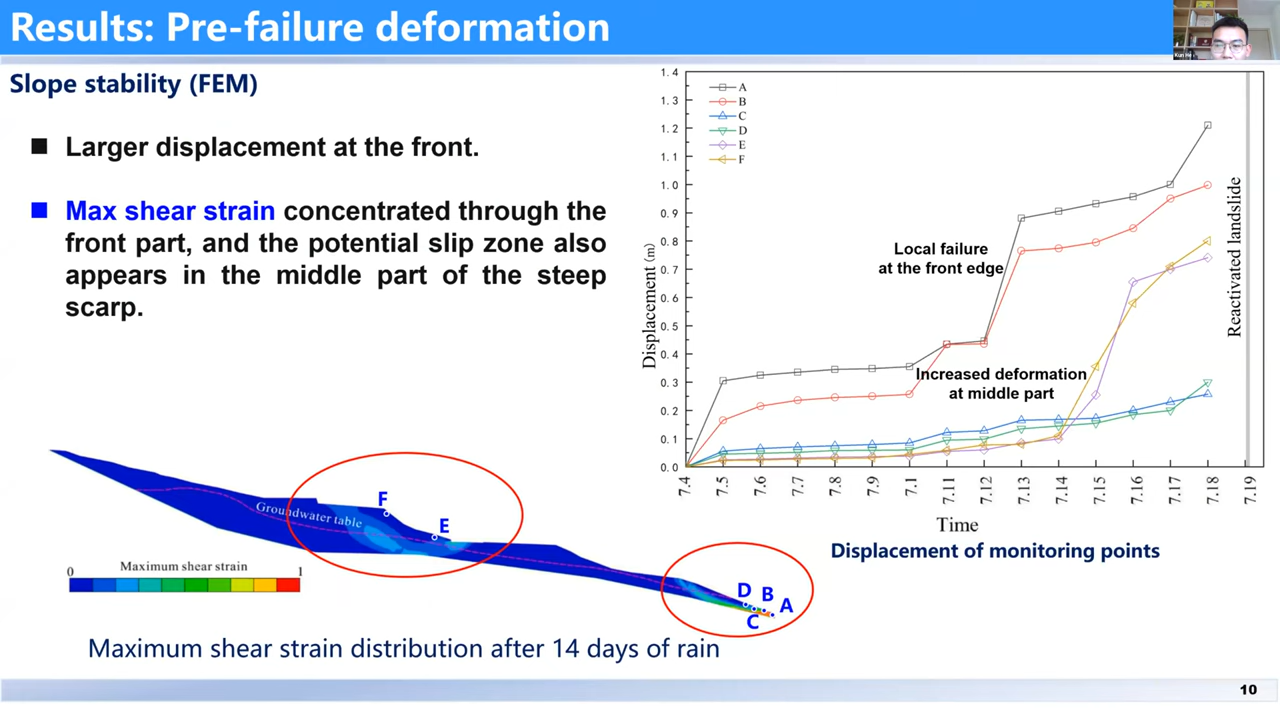 Results: Pre-failure deformation
Slope stability (FEM)
Larger displacement at the front.
Max shear strain concentrated through the
front part, and the potential slip zone also
appears in the middle part of the steep
scarp.
1.4
1.3
1.2
1.1
1.0
0.9
0.8
0.7
0.6
0.5
0.4
0.3
0.2
0.1
0.0
Displacement (m)
A
B
C
D
E
F
Local failure
at the front edge
Increased deformation
at middle part
Reactivated landslide
7.4
7.5
7.6
7.7
7.8
7.9
7.1
7.11
7.12
7.13
7.14
7.15
7.16
7.17
7.18
7.19
Time
Displacement of monitoring points
F
E
Groundwater table
0
Maximum shear strain
1
D
B
A
C
Maximum shear strain distribution after 14 days of rain
10